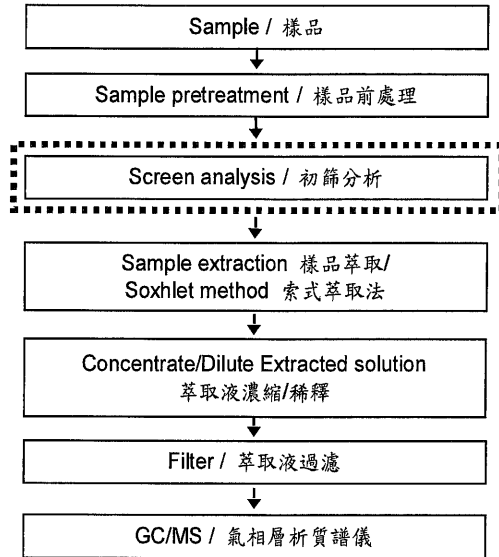 Sample / 樣品
Sample pretreatment / 樣品前處理
Screen analysis / 初篩分析
Sample extraction 樣品萃取/
Soxhlet method 索式萃取法
Concentrate/Dilute Extracted solution
萃取液濃縮/稀釋
Filter / 萃取液過濾
GC/MS / 氣相層析質譜儀